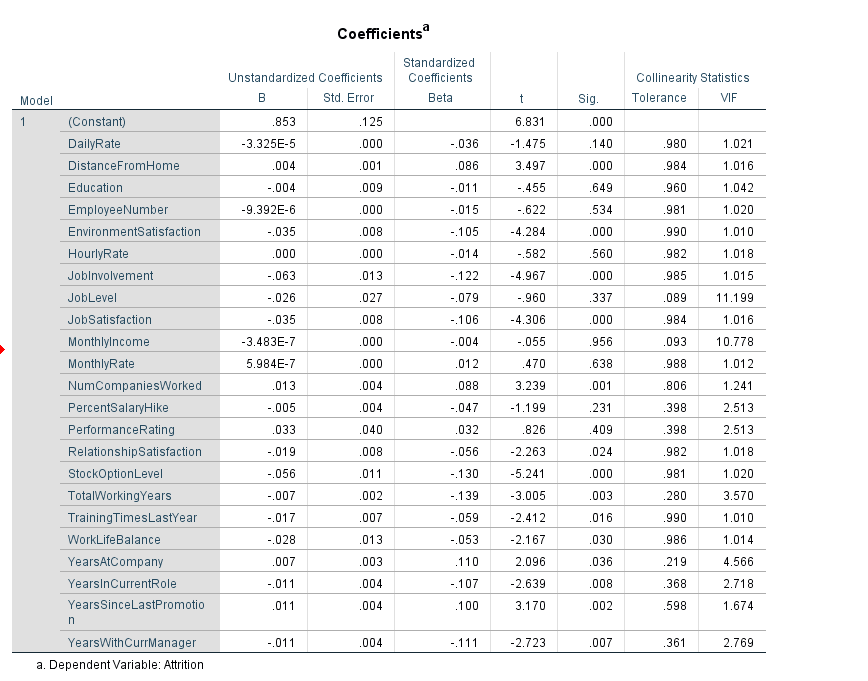 Coefficientsa
Unstandardized Coefficients Standardized Coefficients Collinearity Statistics
Model B Std. Error Beta t Sig. Tolerance VIF
1 (Constant) .853 .125 6.831 .000
DailyRate -3.325E-5 .000 -.036 -1.475 .140 .980 1.021
DistanceFromHome .004 .001 .086 3.497 .000 .984 1.016
Education -.004 .009 -.011 -.455 .649 .960 1.042
EmployeeNumber -9.392E-6 .000 -.015 -.622 .534 .981 1.020
EnvironmentSatisfaction -.035 .008 -.105 -4.284 .000 .990 1.010
HourlyRate .000 .000 -.014 -.582 .560 .982 1.018
JobInvolvement -.063 .013 -.122 -4.967 .000 .985 1.015
JobLevel -.026 .027 -.079 -.960 .337 .089 11.199
JobSatisfaction -.035 .008 -.106 -4.306 .000 .984 1.016
MonthlyIncome -3.483E-7 .000 -.004 -.055 .956 .093 10.778
MonthlyRate 5.984E-7 .000 .012 .470 .638 .988 1.012
NumCompaniesWorked .013 .004 .088 3.239 .001 .806 1.241
PercentSalaryHike -.005 .004 -.047 -1.199 .231 .398 2.513
PerformanceRating .033 .040 .032 .826 .409 .398 2.513
RelationshipSatisfaction -.019 .008 -.056 -2.263 .024 .982 1.018
StockOptionLevel -.056 .011 -.130 -5.241 .000 .981 1.020
TotalWorkingYears -.007 .002 -.139 -3.005 .003 .280 3.570
TrainingTimesLastYear -.017 .007 -.059 -2.412 .016 .990 1.010
WorkLifeBalance -.028 .013 -.053 -2.167 .030 .986 1.014
YearsAtCompany .007 .003 .110 2.096 .036 .219 4.566
YearsInCurrentRole -.011 .004 -.107 -2.639 .008 .368 2.718
YearsSinceLastPromotio .011 .004 .100 3.170 .002 .598 1.674
n
YearsWithCurrManager -.011 .004 -.111 -2.723 .007 .361 2.769
a. Dependent Variable: Attrition